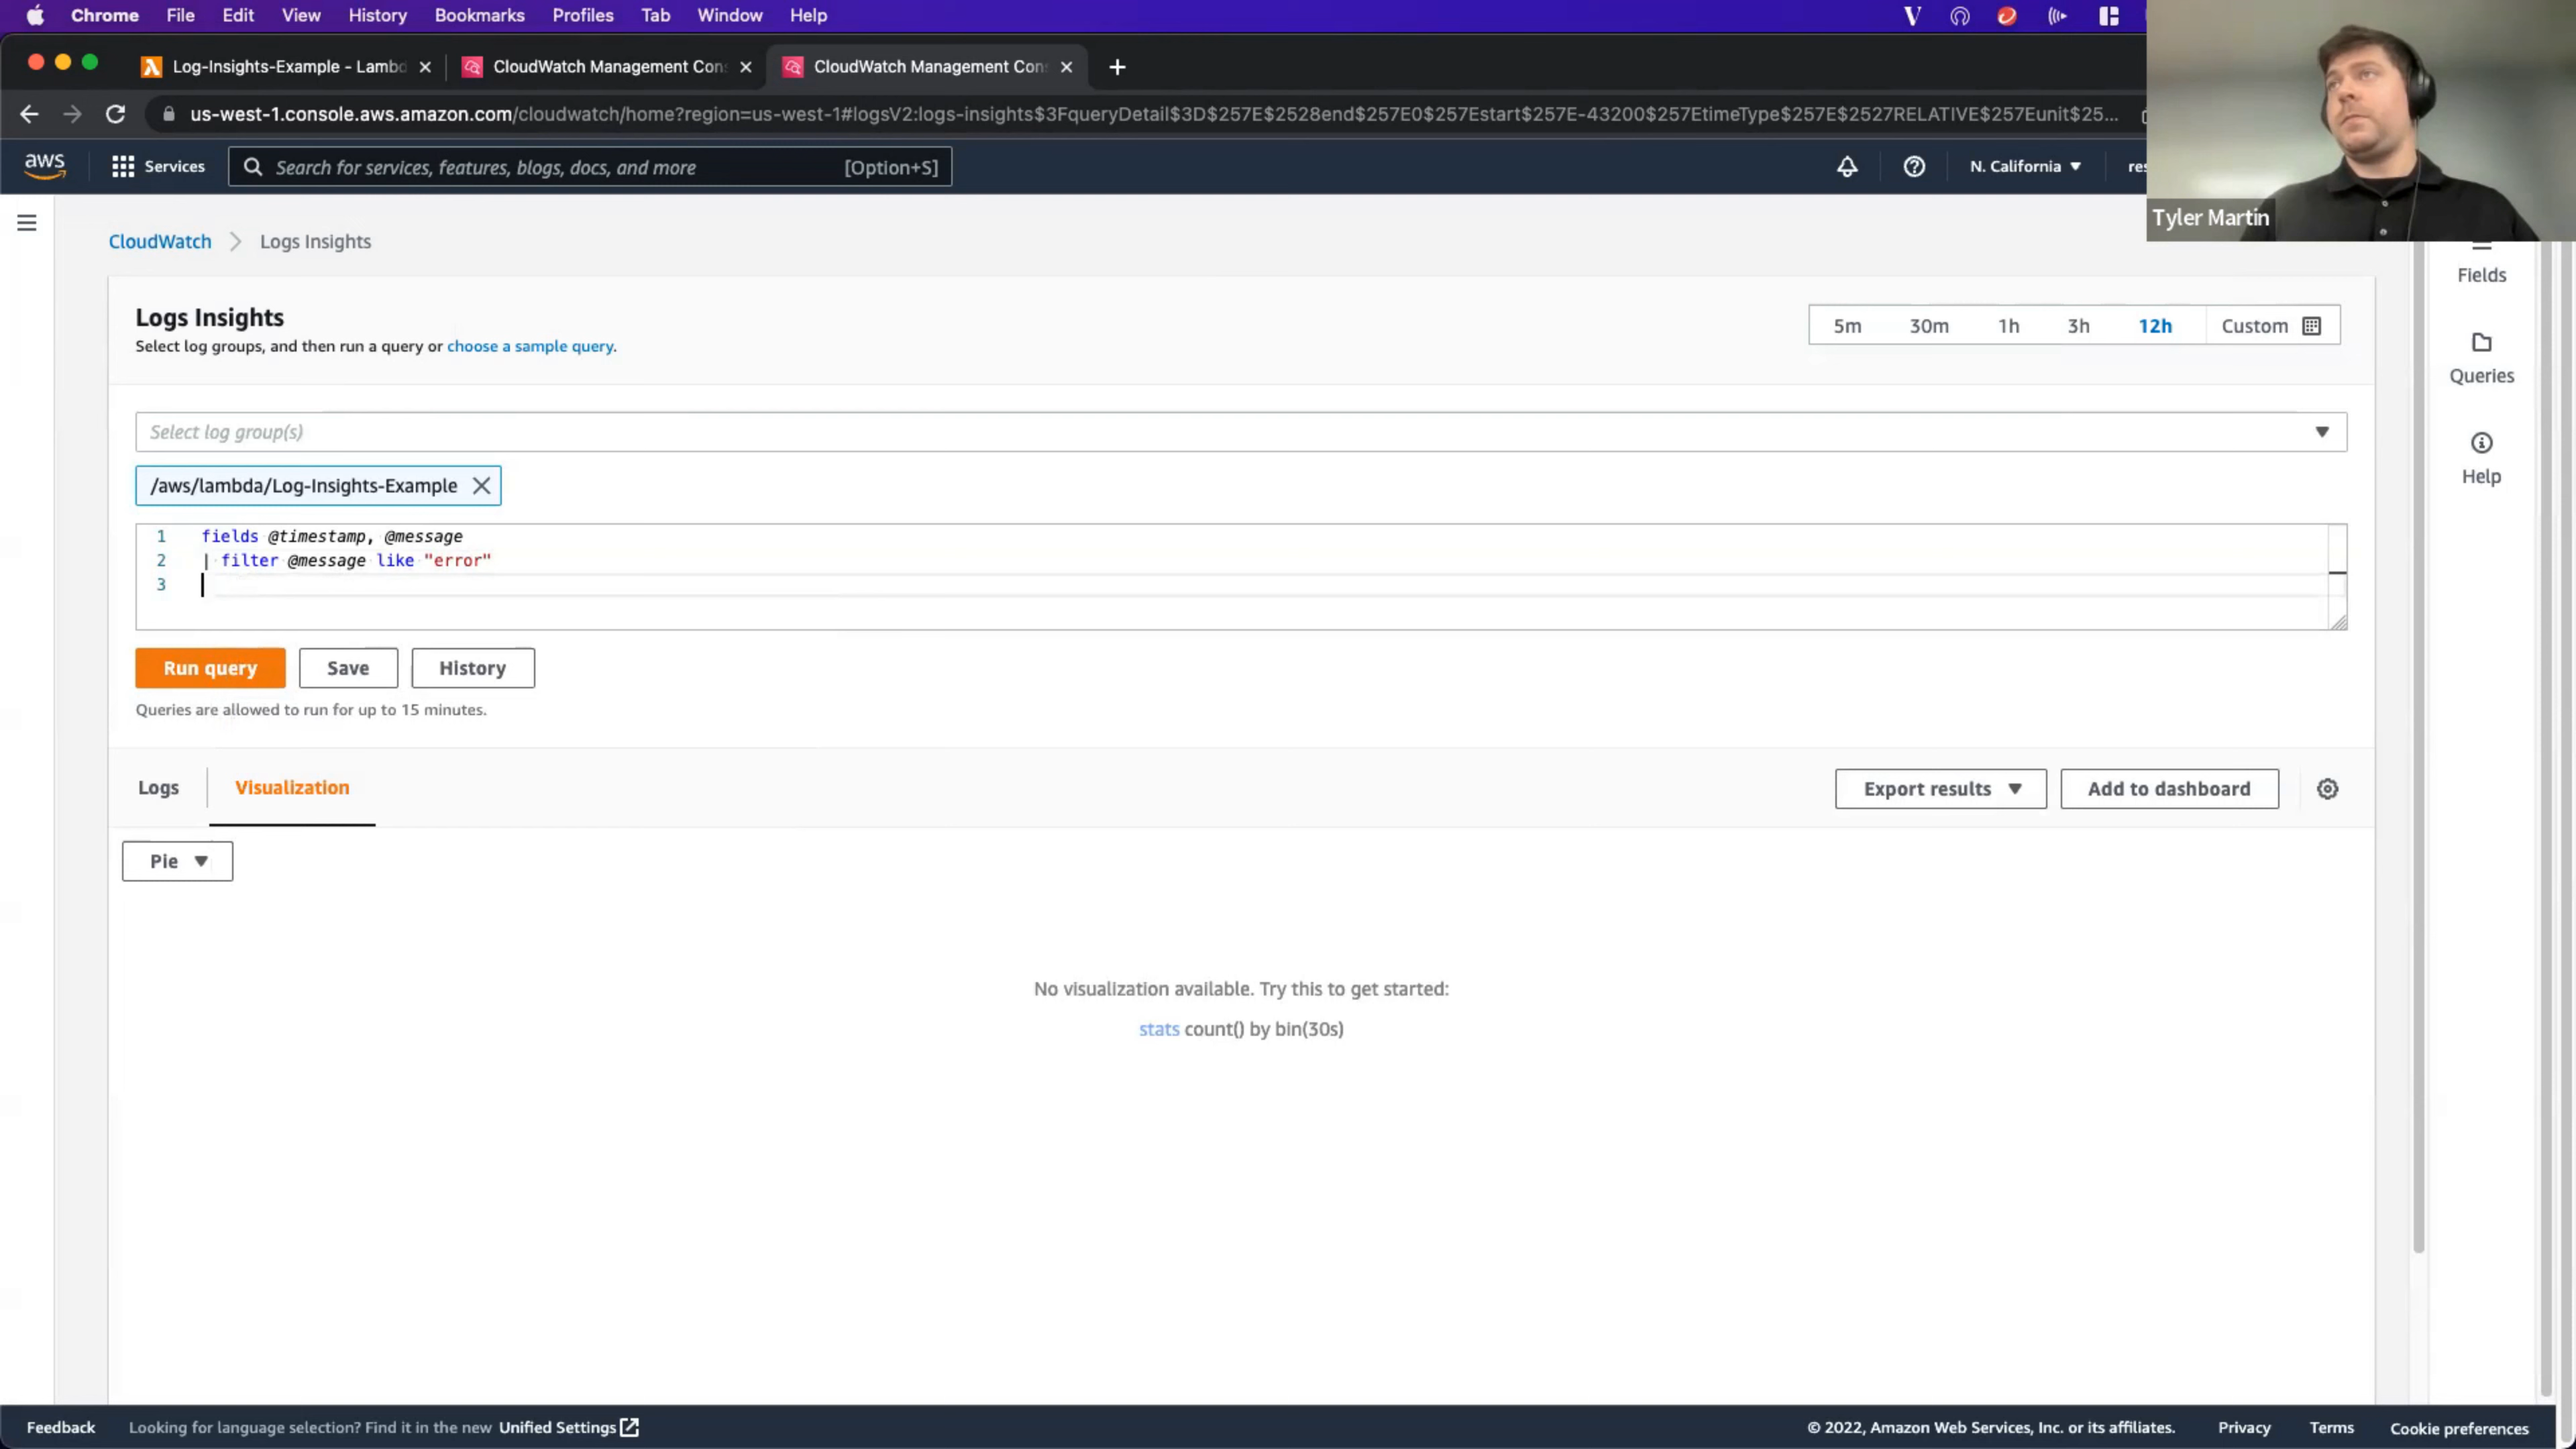 Chrome File Edit View History Bookmarks Profiles Tab Window Help
Log-Insights-Example - Lambd
CloudWatch Management Con
CloudWatch Management Con
us-west-1.console.aws.amazon.com/cloudwatch/home?region=us-west-1#logsV2:logs-insights$3FqueryDetail$3D$257E$2528end$257E0$257Estart$257E-43200$257EtimeType$257E$2527RELATIVE$257Eunit$25...
aws Services Search for services, features, blogs, docs, and more [Option+S] N. California res
Tyler Martin
CloudWatch > Logs Insights
Fields
Logs Insights
Select log groups, and then run a query or choose a sample query.
5m 30m 1h 3h 12h Custom
Queries
Select log group(s)
Help
/aws/lambda/Log-Insights-Example
1 fields @timestamp, @message
2 | filter @message like "error"
3
Run query Save History
Queries are allowed to run for up to 15 minutes.
Logs Visualization Export results Add to dashboard
Pie
No visualization available. Try this to get started:
stats count() by bin(30s)
Feedback Looking for language selection? Find it in the new Unified Settings © 2022, Amazon Web Services, Inc. or its affiliates. Privacy Terms Cookie preferences